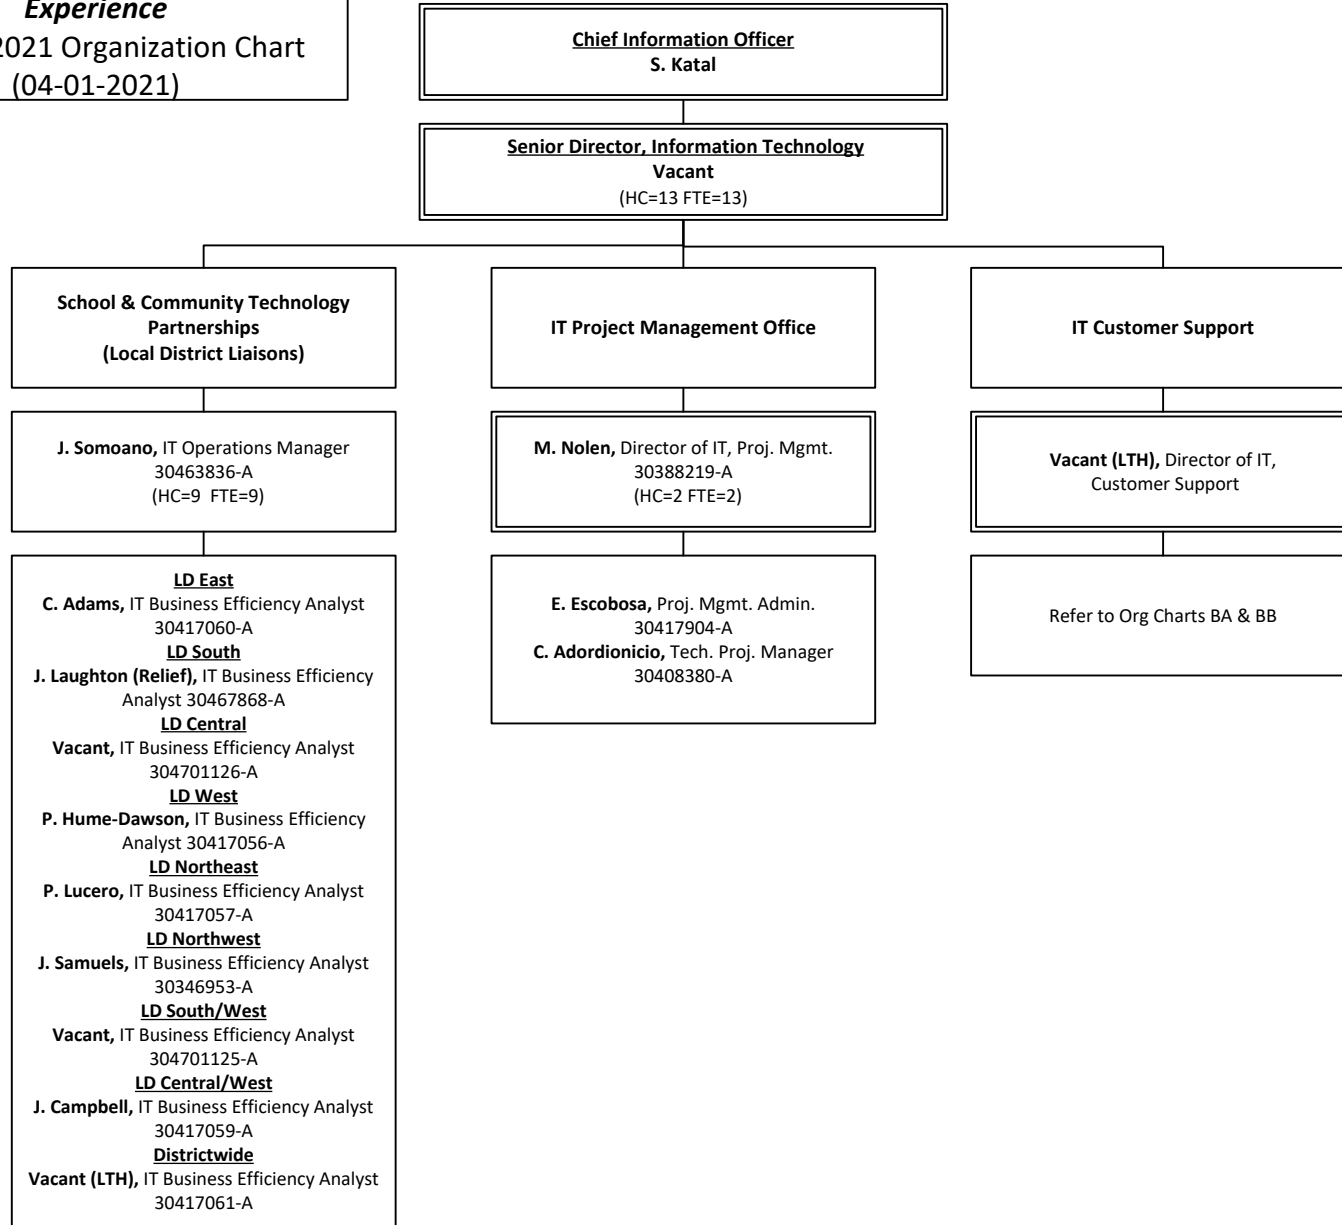 Experience
2021 Organization Chart
(04-01-2021)
Chief Information Officer
S. Katal
Senior Director, Information Technology
Vacant
(HC=13 FTE=13)
School & Community Technology
Partnerships
(Local District Liaisons)
IT Project Management Office
IT Customer Support
J. Somoano, IT Operations Manager
30463836-A
(HC=9 FTE=9)
M. Nolen, Director of IT, Proj. Mgmt.
30388219-A
(HC=2 FTE=2)
Vacant (LTH), Director of IT,
Customer Support
LD East
C. Adams, IT Business Efficiency Analyst
30417060-A
LD South
J. Laughton (Relief), IT Business Efficiency
Analyst 30467868-A
LD Central
Vacant, IT Business Efficiency Analyst
304701126-A
LD West
P. Hume-Dawson, IT Business Efficiency
Analyst 30417056-A
LD Northeast
P. Lucero, IT Business Efficiency Analyst
30417057-A
LD Northwest
J. Samuels, IT Business Efficiency Analyst
30346953-A
LD South/West
Vacant, IT Business Efficiency Analyst
304701125-A
LD Central/West
J. Campbell, IT Business Efficiency Analyst
30417059-A
Districtwide
Vacant (LTH), IT Business Efficiency Analyst
30417061-A
E. Escobosa, Proj. Mgmt. Admin.
30417904-A
C. Adordionicio, Tech. Proj. Manager
30408380-A
Refer to Org Charts BA & BB